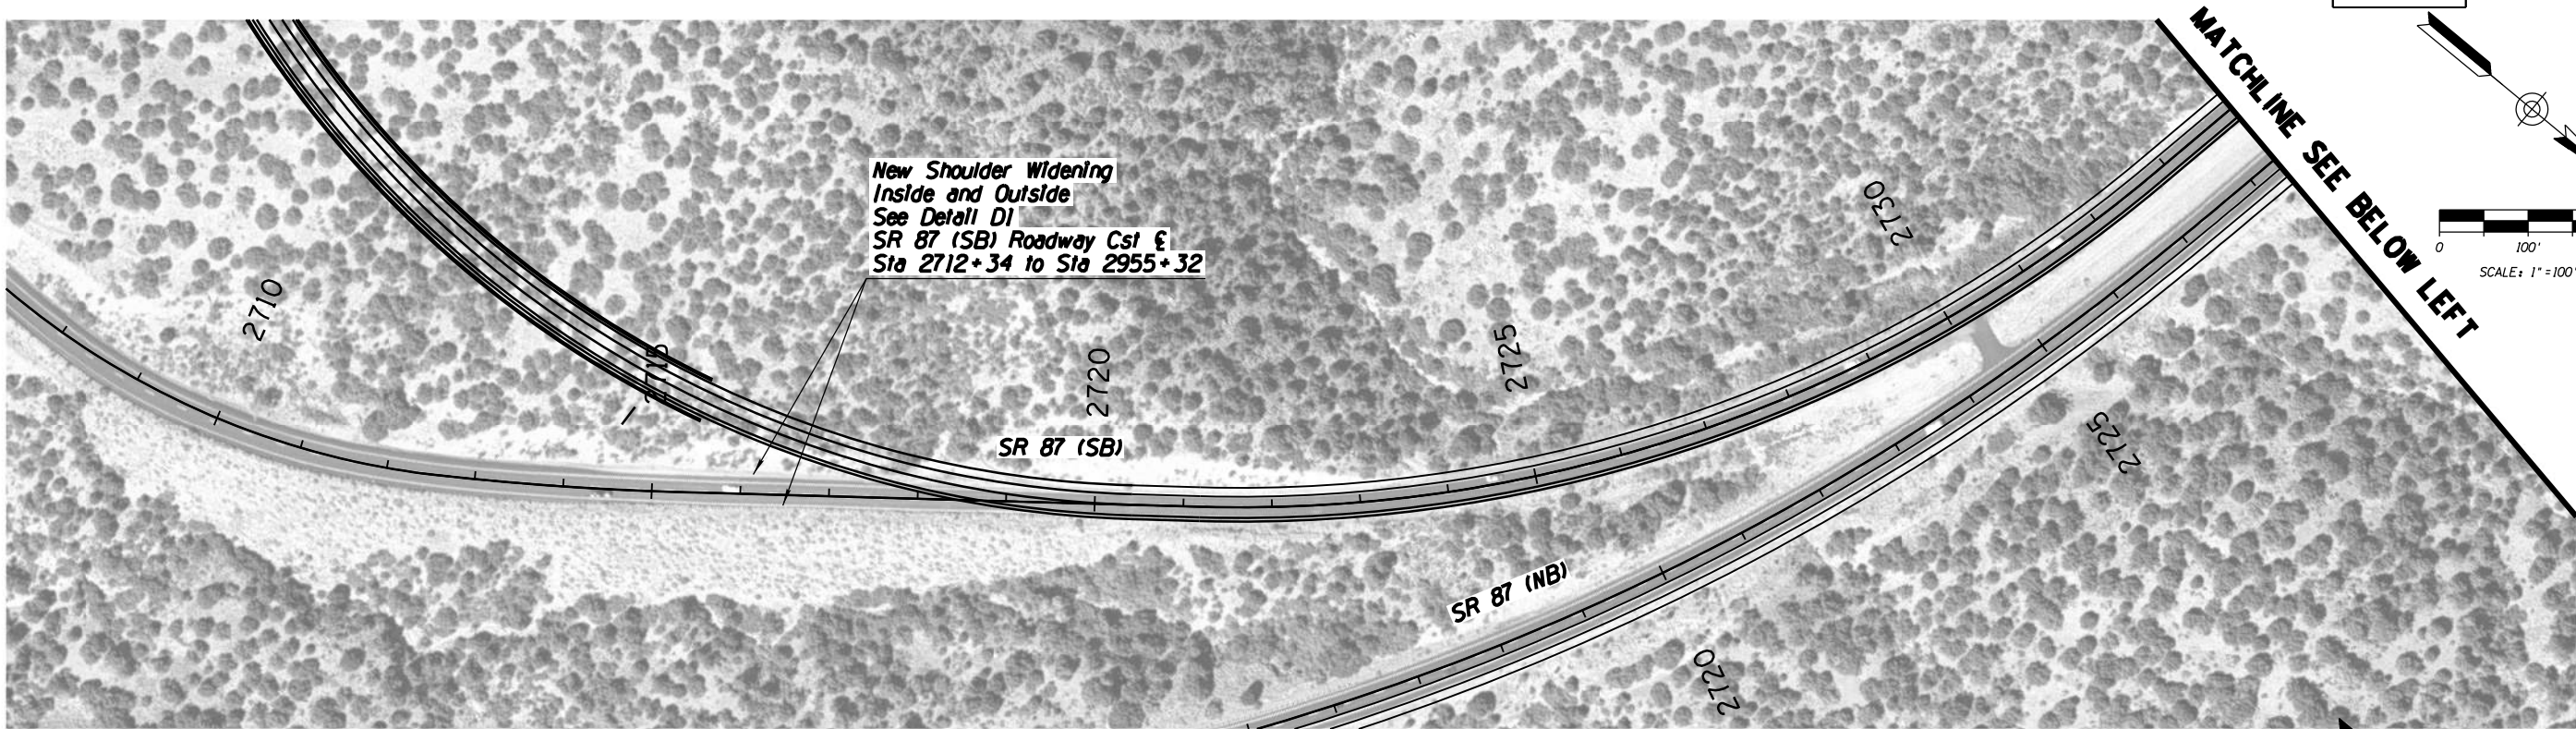 New Shoulder Widening
Inside and Outside
See Detail D1
SR 87 (SB) Roadway Cst ℄
Sta 2712+34 to Sta 2955+32
2710
2715
2720
2725
2730
SR 87 (SB)
SR 87 (NB)
2720
2725
MATCHLINE SEE BELOW LEFT
0
100'
SCALE: 1"=100'